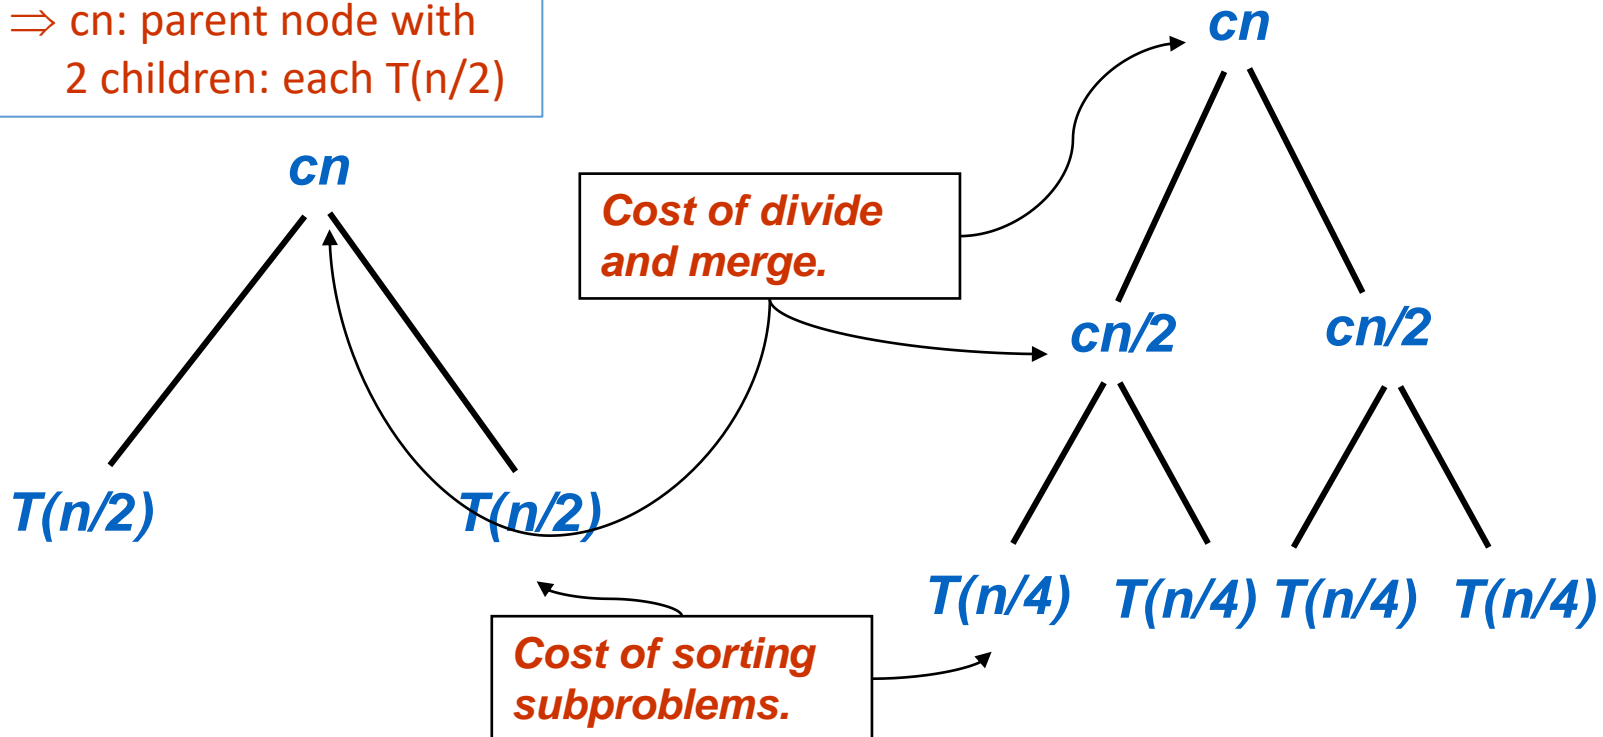 ⇒ cn: parent node with
2 children: each T(n/2)
cn
T(n/2) T(n/2)
Cost of divide
and merge.
Cost of sorting
subproblems.
cn
cn/2 cn/2
T(n/4) T(n/4) T(n/4) T(n/4)